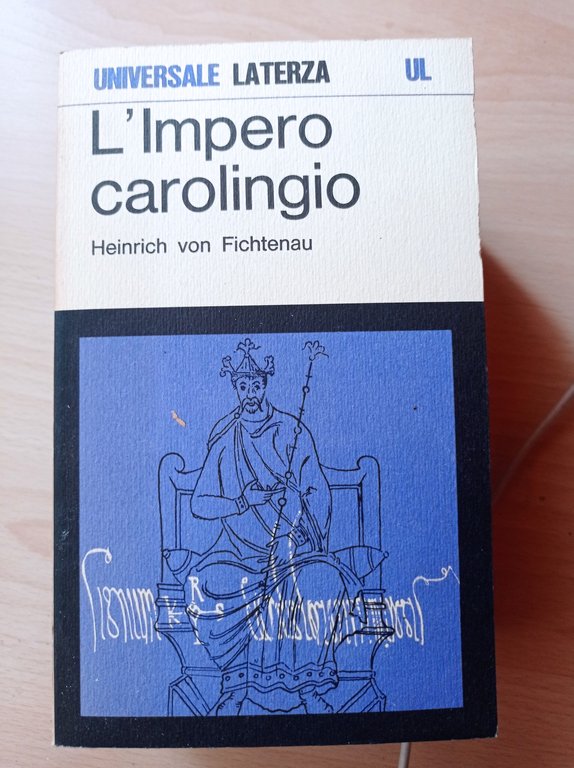 UNIVERSALE LATERZA UL
L'Impero
carolingio
Heinrich von Fichtenau